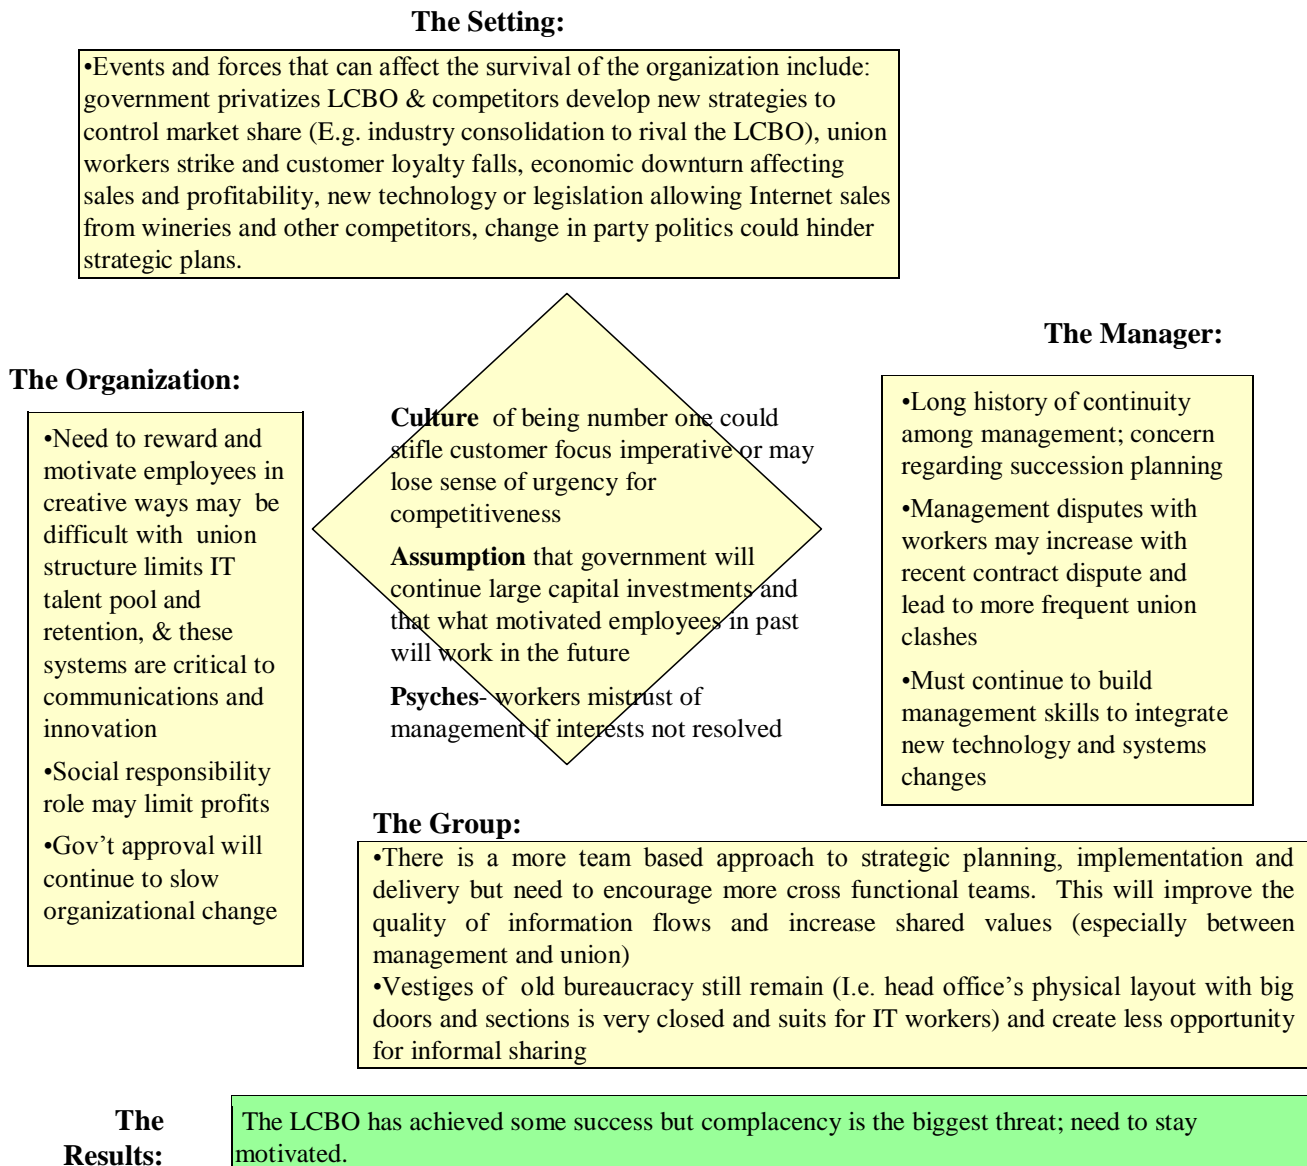 The Setting:
•Events and forces that can affect the survival of the organization include:
government privatizes LCBO & competitors develop new strategies to
control market share (E.g. industry consolidation to rival the LCBO), union
workers strike and customer loyalty falls, economic downturn affecting
sales and profitability, new technology or legislation allowing Internet sales
from wineries and other competitors, change in party politics could hinder
strategic plans.
The Organization:
•Need to reward and
motivate employees in
creative ways may be
difficult with union
structure limits IT
talent pool and
retention, & these
systems are critical to
communications and
innovation
•Social responsibility
role may limit profits
•Gov’t approval will
continue to slow
organizational change
Culture of being number one could
stifle customer focus imperative or may
lose sense of urgency for
competitiveness
Assumption that government will
continue large capital investments and
that what motivated employees in past
will work in the future
Psyches- workers mistrust of
management if interests not resolved
The Manager:
•Long history of continuity
among management; concern
regarding succession planning
•Management disputes with
workers may increase with
recent contract dispute and
lead to more frequent union
clashes
•Must continue to build
management skills to integrate
new technology and systems
changes
The Group:
•There is a more team based approach to strategic planning, implementation and
delivery but need to encourage more cross functional teams. This will improve the
quality of information flows and increase shared values (especially between
management and union)
•Vestiges of old bureaucracy still remain (I.e. head office’s physical layout with big
doors and sections is very closed and suits for IT workers) and create less opportunity
for informal sharing
The
Results:
The LCBO has achieved some success but complacency is the biggest threat; need to stay
motivated.